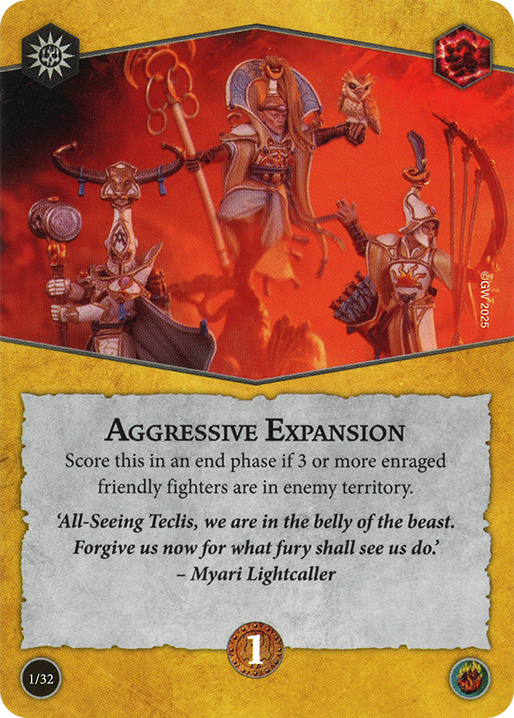 ©GW 2025
AGGRESSIVE EXPANSION
Score this in an end phase if 3 or more enraged
friendly fighters are in enemy territory.
‘All-Seeing Teclis, we are in the belly of the beast.
Forgive us now for what fury shall see us do.’
– Myari Lightcaller
1
1/32